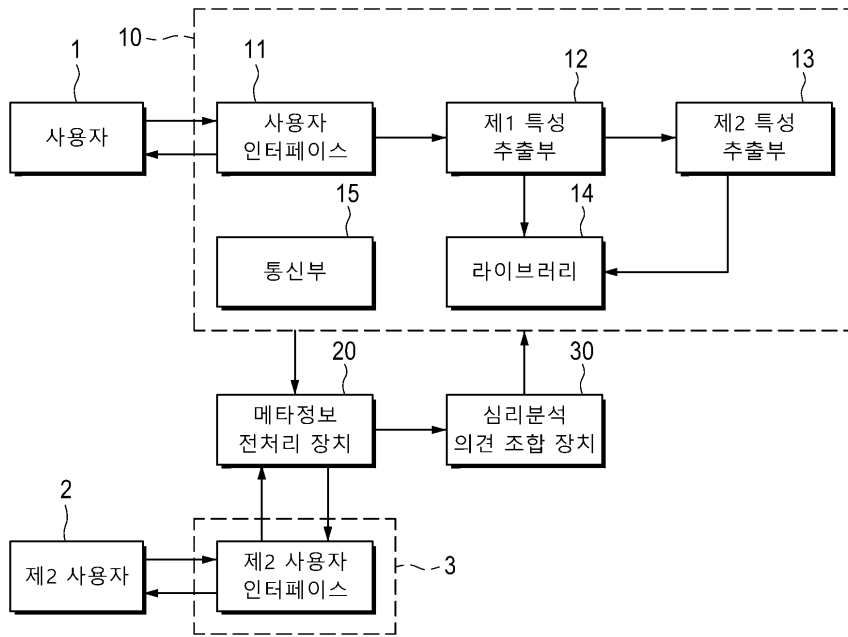 10
1
11
12
13
사용자
사용자
인터페이스
제1 특성
추출부
제2 특성
추출부
15
14
통신부
라이브러리
20
30
메타정보
전처리 장치
심리분석
의견 조합 장치
2
제2 사용자
제2 사용자
인터페이스
3